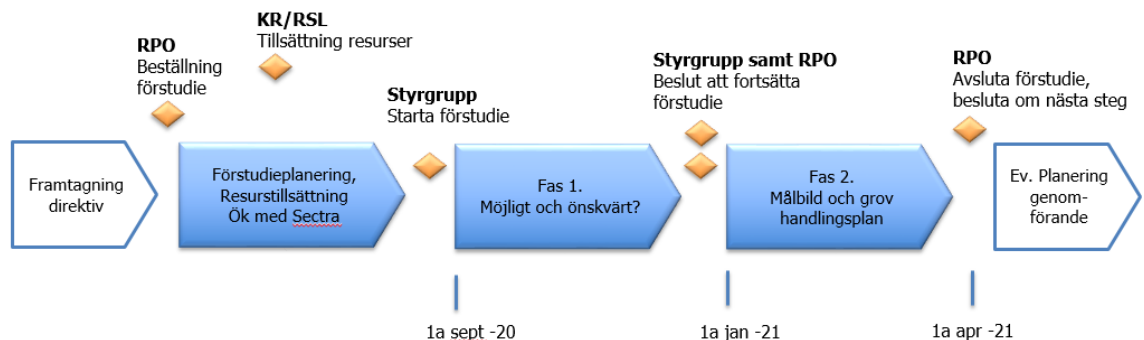 KR/RSL
Tillsättning resurser
RPO
Beställning
förstudie
Styrgrupp
Starta förstudie
Styrgrupp samt RPO
Beslut att fortsätta
förstudie
RPO
Avsluta förstudie,
besluta om nästa steg
Framtagning
direktiv
Förstudieplanering,
Resurstillsättning
Ök med Sectra
Fas 1.
Möjligt och önskvärt?
Fas 2.
Målbild och grov
handlingsplan
Ev. Planering
genom-
förande
1a sept -20
1a jan -21
1a apr -21